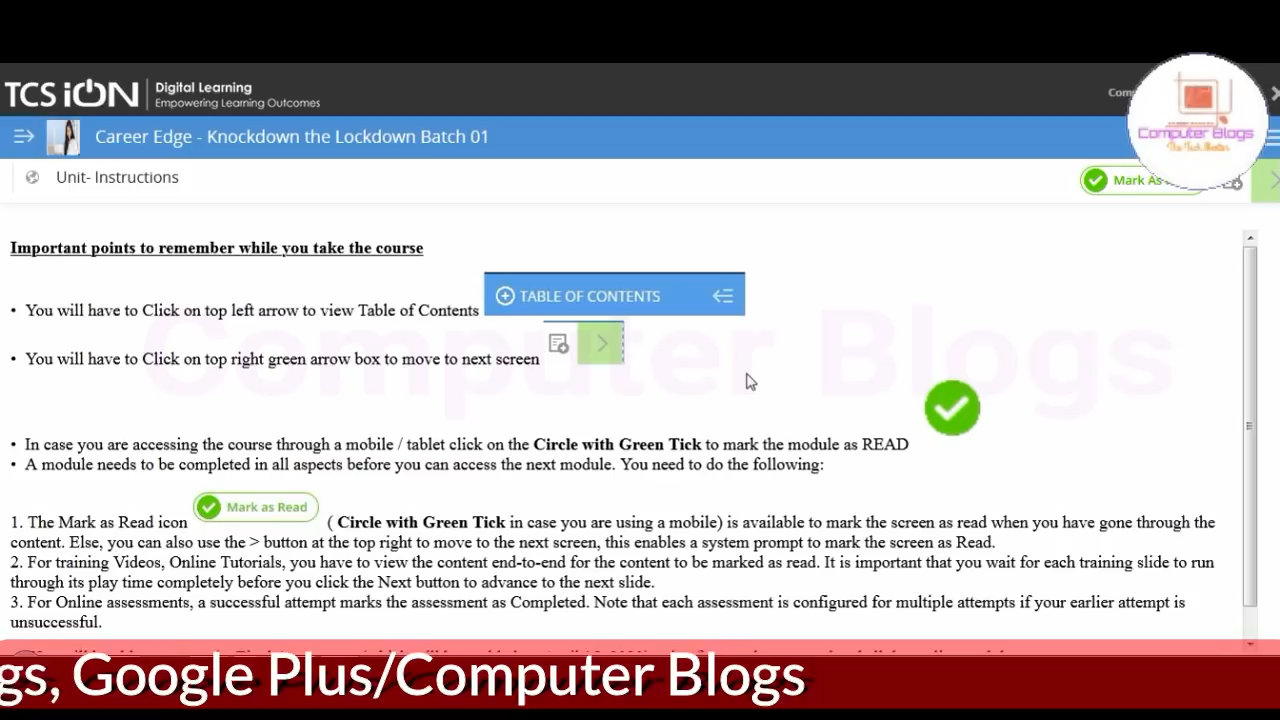 TCS iON
Digital Learning
Empowering Learning Outcomes
Com
Computer Blogs
Career Edge - Knockdown the Lockdown Batch 01
Unit- Instructions
Mark As
Important points to remember while you take the course
• You will have to Click on top left arrow to view Table of Contents
TABLE OF CONTENTS
• You will have to Click on top right green arrow box to move to next screen
Computer Blogs
• In case you are accessing the course through a mobile / tablet click on the Circle with Green Tick to mark the module as READ
• A module needs to be completed in all aspects before you can access the next module. You need to do the following:
1. The Mark as Read icon Mark as Read ( Circle with Green Tick in case you are using a mobile) is available to mark the screen as read when you have gone through the
content. Else, you can also use the > button at the top right to move to the next screen, this enables a system prompt to mark the screen as Read.
2. For training Videos, Online Tutorials, you have to view the content end-to-end for the content to be marked as read. It is important that you wait for each training slide to run
through its play time completely before you click the Next button to advance to the next slide.
3. For Online assessments, a successful attempt marks the assessment as Completed. Note that each assessment is configured for multiple attempts if your earlier attempt is
unsuccessful.
gs, Google Plus/Computer Blogs